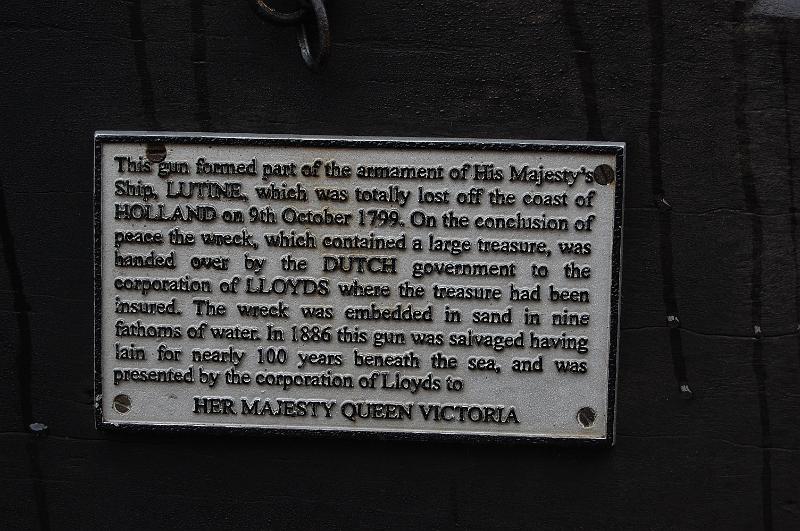 This gun formed part of the armament of His Majesty's
Ship, LUTINE, which was totally lost off the coast of
HOLLAND on 9th October 1799. On the conclusion of
peace the wreck, which contained a large treasure, was
handed over by the DUTCH government to the
corporation of LLOYDS where the treasure had been
insured. The wreck was embedded in sand in nine
fathoms of water. In 1886 this gun was salvaged having
lain for nearly 100 years beneath the sea, and was
presented by the corporation of Lloyds to
HER MAJESTY QUEEN VICTORIA